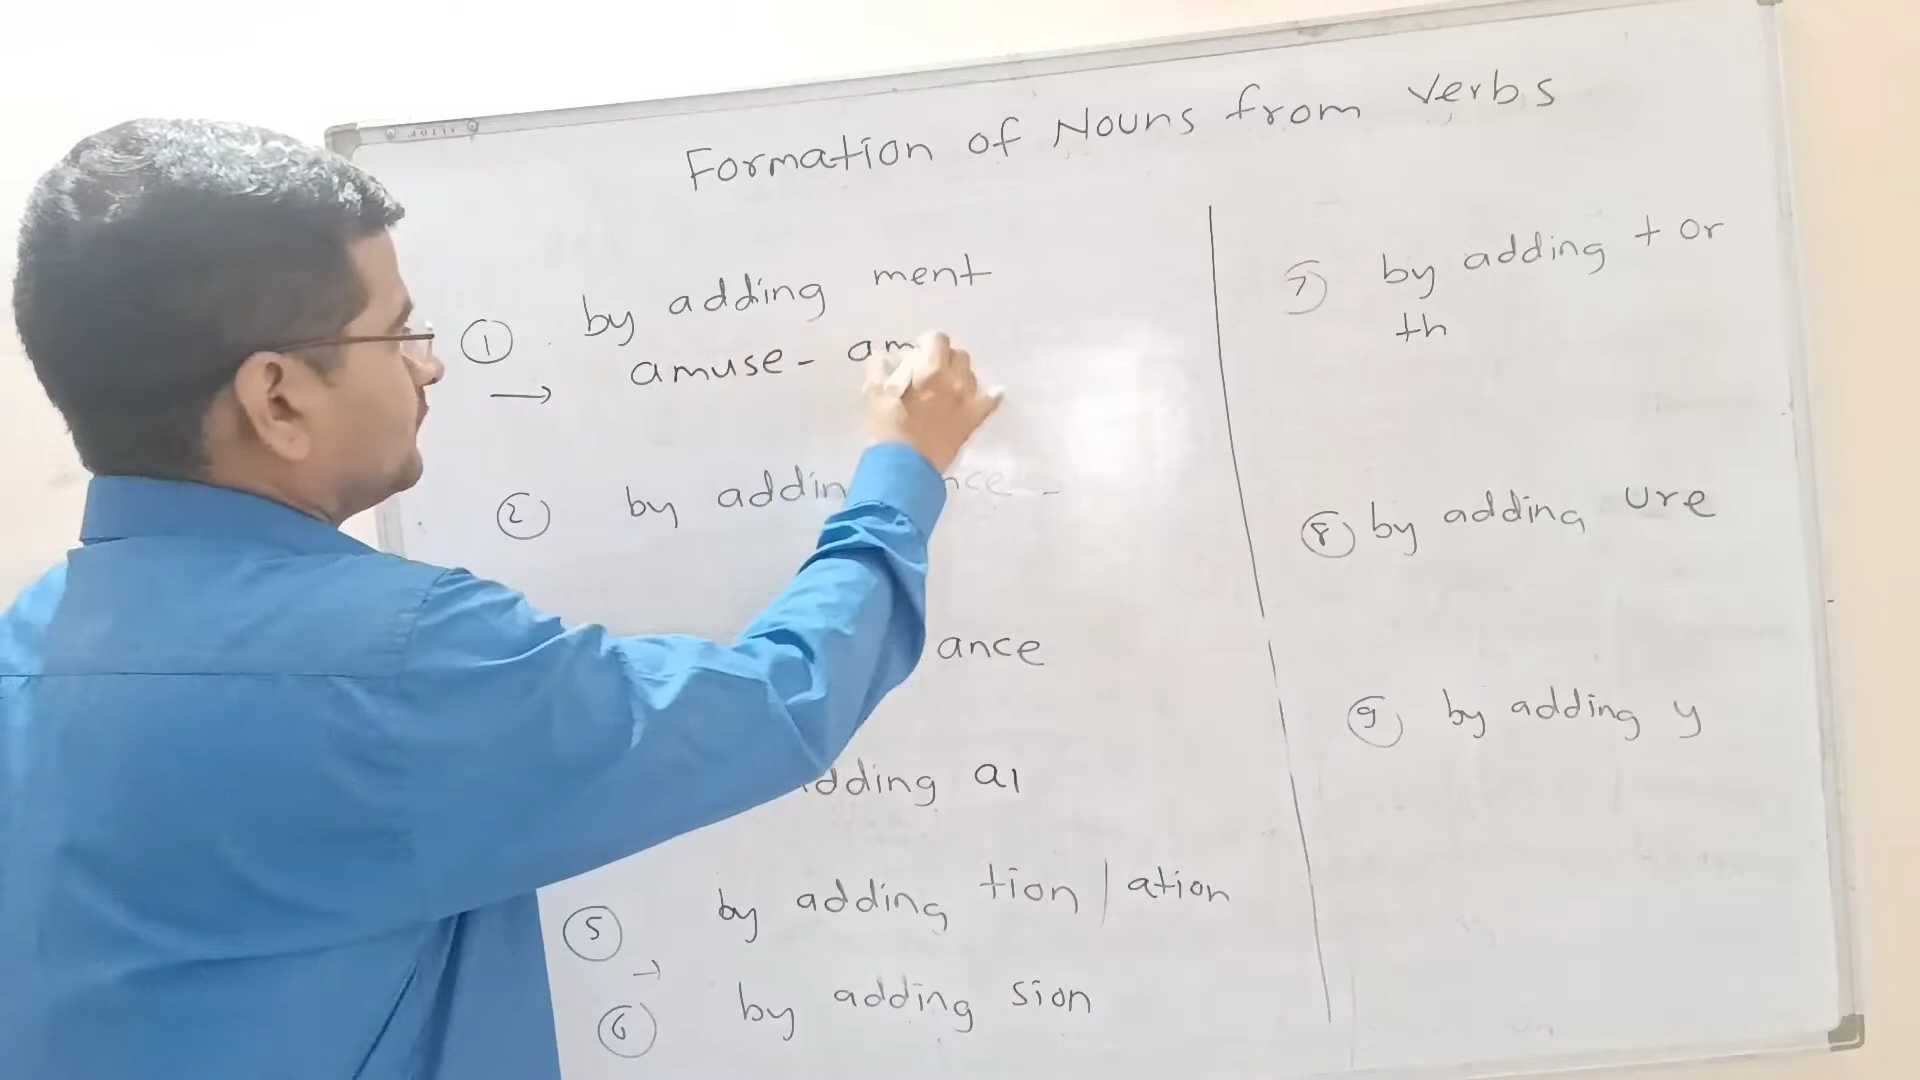 Formation of Nouns from Verbs
① by adding ment
→ amuse - am
② by addin nce -
ance
dding al
⑤ by adding tion / ation
→
⑥ by adding sion
7 by adding t or
th
⑧ by adding ure
⑨ by adding y